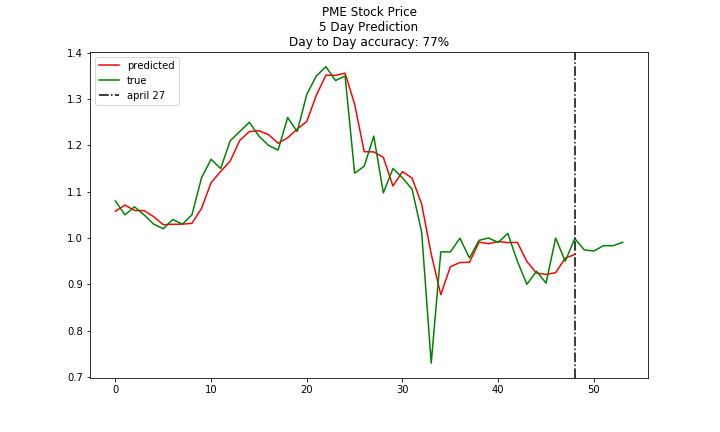 PME Stock Price
5 Day Prediction
Day to Day accuracy: 77%
predicted
true
april 27
1.4
1.3
1.2
1.1
1.0
0.9
0.8
0.7
0 10 20 30 40 50